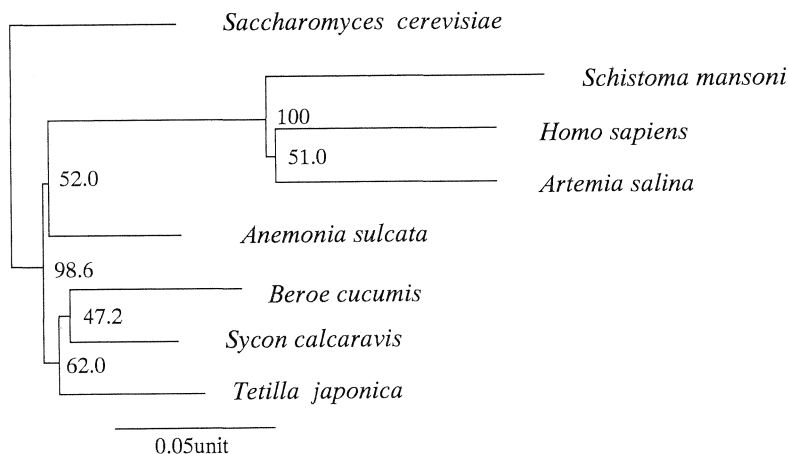 Saccharomyces cerevisiae
Schistoma mansoni
100
Homo sapiens
51.0
Artemia salina
52.0
Anemonia sulcata
98.6
Beroe cucumis
47.2
Sycon calcaravis
62.0
Tetilla japonica
0.05unit